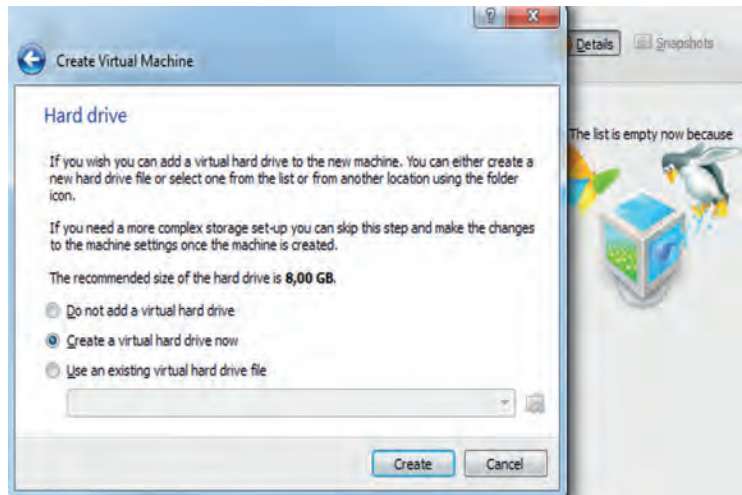 ?
X
Details
Snapshots
Create Virtual Machine
Hard drive
The list is empty now because
If you wish you can add a virtual hard drive to the new machine. You can either create a
new hard drive file or select one from the list or from another location using the folder
icon.
If you need a more complex storage set-up you can skip this step and make the changes
to the machine settings once the machine is created.
The recommended size of the hard drive is 8,00 GB.
Do not add a virtual hard drive
Create a virtual hard drive now
Use an existing virtual hard drive file
Create
Cancel